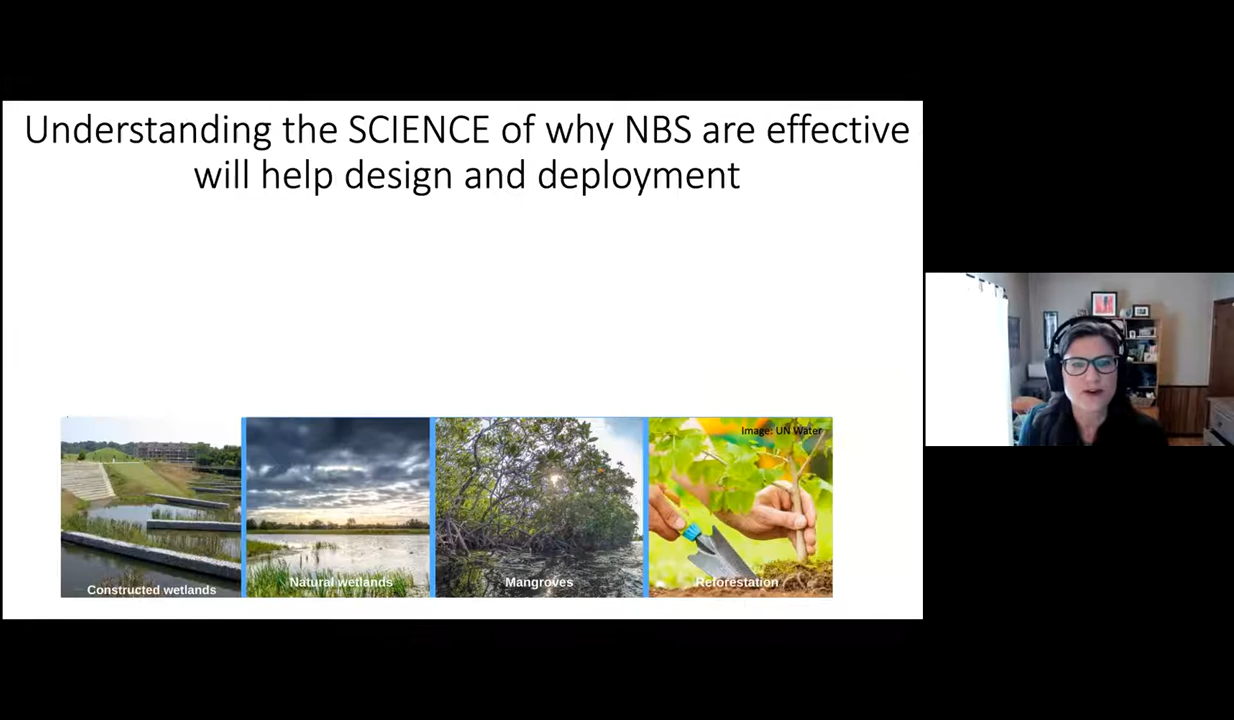 Understanding the SCIENCE of why NBS are effective
will help design and deployment
Image: UN Water
Constructed wetlands
Natural wetlands
Mangroves
Reforestation